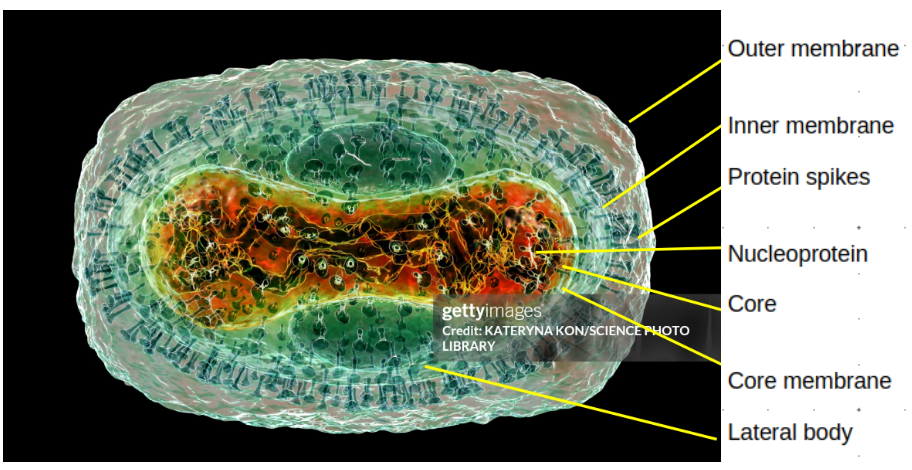 Outer membrane
Inner membrane
Protein spikes
Nucleoprotein
Core
gettyimages
Credit: KATERYNA KON/SCIENCE PHOTO
LIBRARY
Core membrane
Lateral body